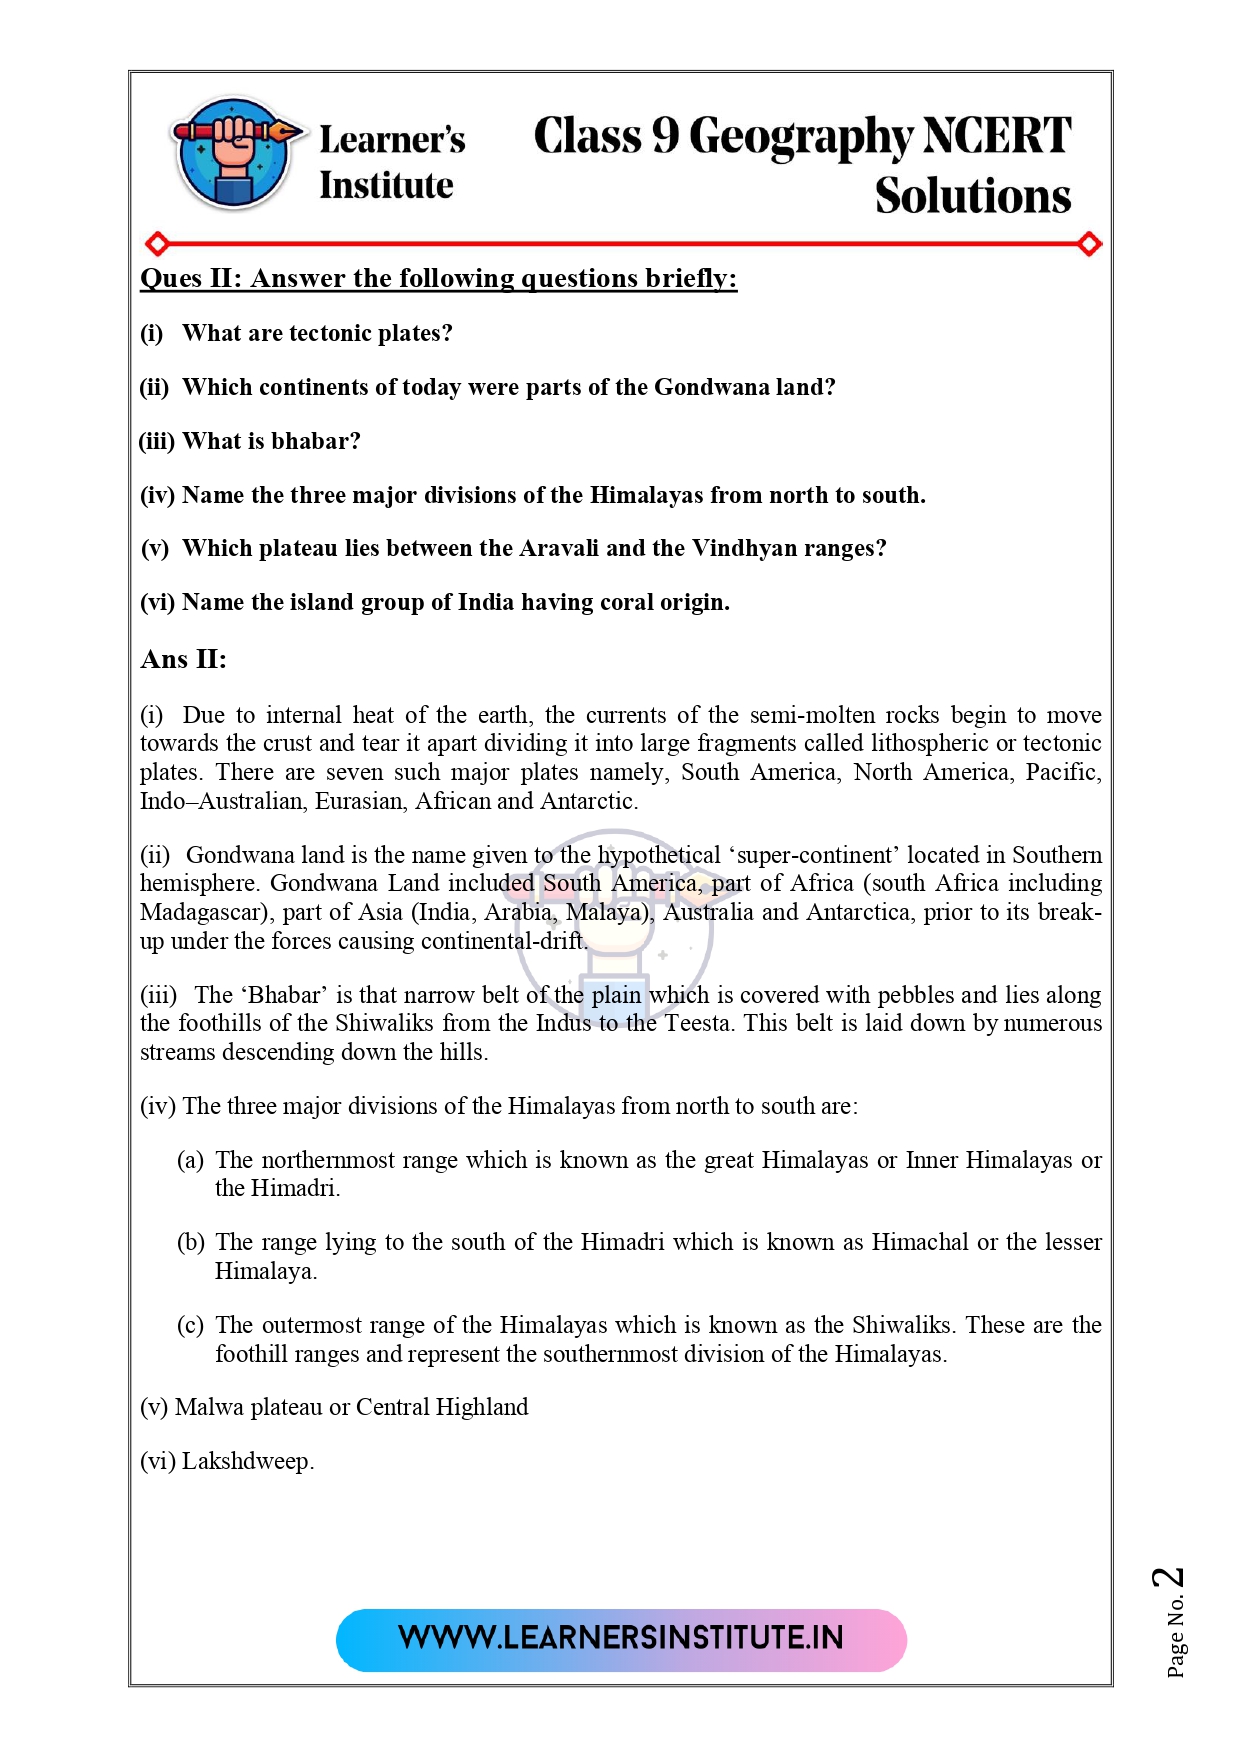 Learner's
Institute
Class 9 Geography NCERT
Solutions
Ques II: Answer the following questions briefly:
(i) What are tectonic plates?
(ii) Which continents of today were parts of the Gondwana land?
(iii) What is bhabar?
(iv) Name the three major divisions of the Himalayas from north to south.
(v) Which plateau lies between the Aravali and the Vindhyan ranges?
(vi) Name the island group of India having coral origin.
Ans II:
(i) Due to internal heat of the earth, the currents of the semi-molten rocks begin to move
towards the crust and tear it apart dividing it into large fragments called lithospheric or tectonic
plates. There are seven such major plates namely, South America, North America, Pacific,
Indo–Australian, Eurasian, African and Antarctic.
(ii) Gondwana land is the name given to the hypothetical ‘super-continent’ located in Southern
hemisphere. Gondwana Land included South America, part of Africa (south Africa including
Madagascar), part of Asia (India, Arabia, Malaya), Australia and Antarctica, prior to its break-
up under the forces causing continental-drift.
(iii) The ‘Bhabar’ is that narrow belt of the plain which is covered with pebbles and lies along
the foothills of the Shiwaliks from the Indus to the Teesta. This belt is laid down by numerous
streams descending down the hills.
(iv) The three major divisions of the Himalayas from north to south are:
(a) The northernmost range which is known as the great Himalayas or Inner Himalayas or
the Himadri.
(b) The range lying to the south of the Himadri which is known as Himachal or the lesser
Himalaya.
(c) The outermost range of the Himalayas which is known as the Shiwaliks. These are the
foothill ranges and represent the southernmost division of the Himalayas.
(v) Malwa plateau or Central Highland
(vi) Lakshdweep.
WWW.LEARNERSINSTITUTE.IN
Page No. 2